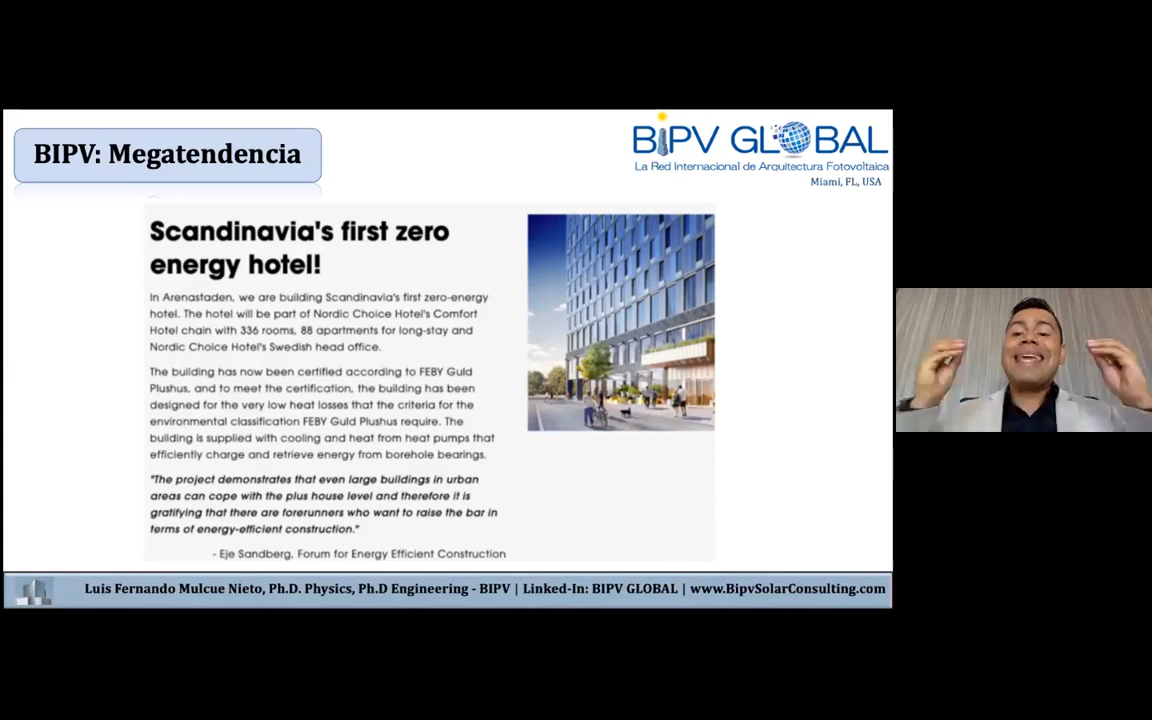 BIPV: Megatendencia
BIPV GLOBAL
La Red Internacional de Arquitectura Fotovoltaica
Miami, FL, USA
Scandinavia's first zero
energy hotel!
In Arenastaden, we are building Scandinavia's first zero-energy
hotel. The hotel will be part of Nordic Choice Hotel's Comfort
Hotel chain with 336 rooms, 88 apartments for long-stay and
Nordic Choice Hotel's Swedish head office.
The building has now been certified according to FEBY Guld
Plushus, and to meet the certification, the building has been
designed for the very low heat losses that the criteria for the
environmental classification FEBY Guld Plushus require. The
building is supplied with cooling and heat from heat pumps that
efficiently charge and retrieve energy from borehole bearings.
"The project demonstrates that even large buildings in urban
areas can cope with the plus house level and therefore it is
gratifying that there are forerunners who want to raise the bar in
terms of energy-efficient construction."
- Eje Sandberg, Forum for Energy Efficient Construction
Luis Fernando Mulcue Nieto, Ph.D. Physics, Ph.D Engineering - BIPV | Linked-In: BIPV GLOBAL | www.BipvSolarConsulting.com